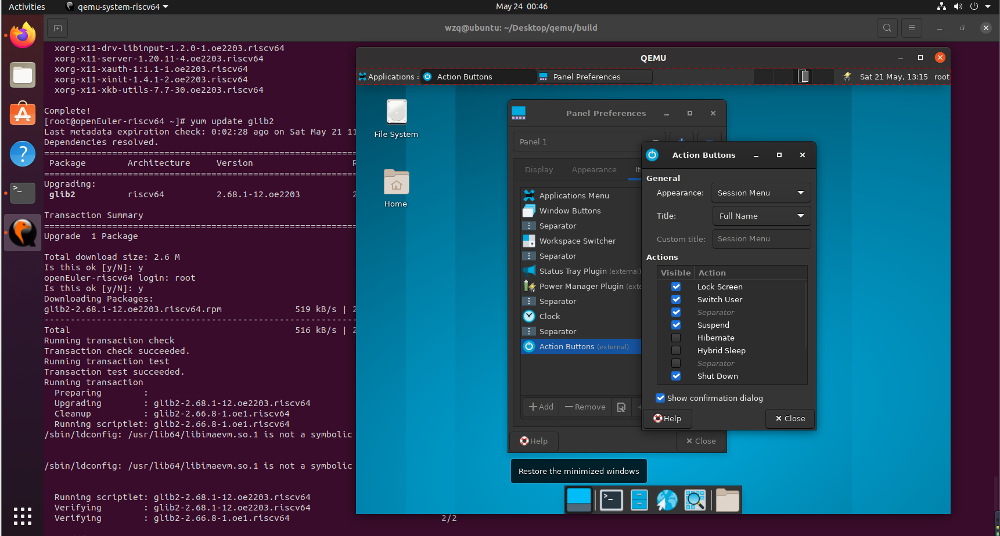 Activities
qemu-system-riscv64
May 24  00:46
wzq@ubuntu: ~/Desktop/qemu/build
xorg-x11-drv-libinput-1.2.0-1.oe2203.riscv64
xorg-x11-server-1.20.11-4.oe2203.riscv64
xorg-x11-xauth-1:1.1-1.oe2203.riscv64
xorg-x11-xinit-1.4.1-2.oe2203.riscv64
xorg-x11-xkb-utils-7.7-30.oe2203.riscv64
Complete!
[root@openEuler-riscv64 ~]# yum update glib2
Last metadata expiration check: 0:02:28 ago on Sat May 21 11
Dependencies resolved.
================================================================
Package        Architecture     Version          R
================================================================
Upgrading:
glib2          riscv64          2.68.1-12.oe2203          2
Transaction Summary
================================================================
Upgrade  1 Package
Total download size: 2.6 M
Is this ok [y/N]: y
openEuler-riscv64 login: root
Is this ok [y/N]: y
Downloading Packages:
glib2-2.68.1-12.oe2203.riscv64.rpm              519 kB/s | 2
----------------------------------------------------------------
Total                                           516 kB/s | 2
Running transaction check
Transaction check succeeded.
Running transaction test
Transaction test succeeded.
Running transaction
Preparing        :
Upgrading        : glib2-2.68.1-12.oe2203.riscv64
Cleanup          : glib2-2.66.8-1.oe1.riscv64
Running scriptlet: glib2-2.66.8-1.oe1.riscv64
/sbin/ldconfig: /usr/lib64/libimaevm.so.1 is not a symbolic
/sbin/ldconfig: /usr/lib64/libimaevm.so.1 is not a symbolic
Running scriptlet: glib2-2.68.1-12.oe2203.riscv64
Verifying        : glib2-2.68.1-12.oe2203.riscv64
Verifying        : glib2-2.66.8-1.oe1.riscv64                             2/2
QEMU
Applications
Action Buttons
Panel Preferences
Sat 21 May, 13:15
root
File System
Home
Panel Preferences
Panel 1
Display
Appearance
It
Applications Menu
Window Buttons
Separator
Workspace Switcher
Separator
Status Tray Plugin (external)
Power Manager Plugin (exte
Separator
Clock
Separator
Action Buttons (external)
Add
Remove
Help
Close
Action Buttons
General
Appearance: Session Menu
Title: Full Name
Custom title: Session Menu
Actions
Visible Action
Lock Screen
Switch User
Separator
Suspend
Hibernate
Hybrid Sleep
Separator
Shut Down
Show confirmation dialog
Help
Close
Restore the minimized windows